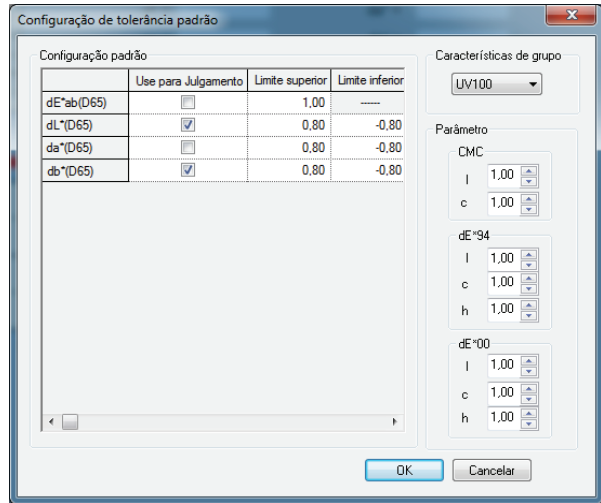 Configuração de tolerância padrão
Configuração padrão
Use para Julgamento Limite superior Limite inferior
dE*ab(D65) 1,00 -----
dL*(D65) 0,80 -0,80
da*(D65) 0,80 -0,80
db*(D65) 0,80 -0,80
Características de grupo
UV100
Parâmetro
CMC
l 1,00
c 1,00
dE*94
l 1,00
c 1,00
h 1,00
dE*00
l 1,00
c 1,00
h 1,00
OK Cancelar